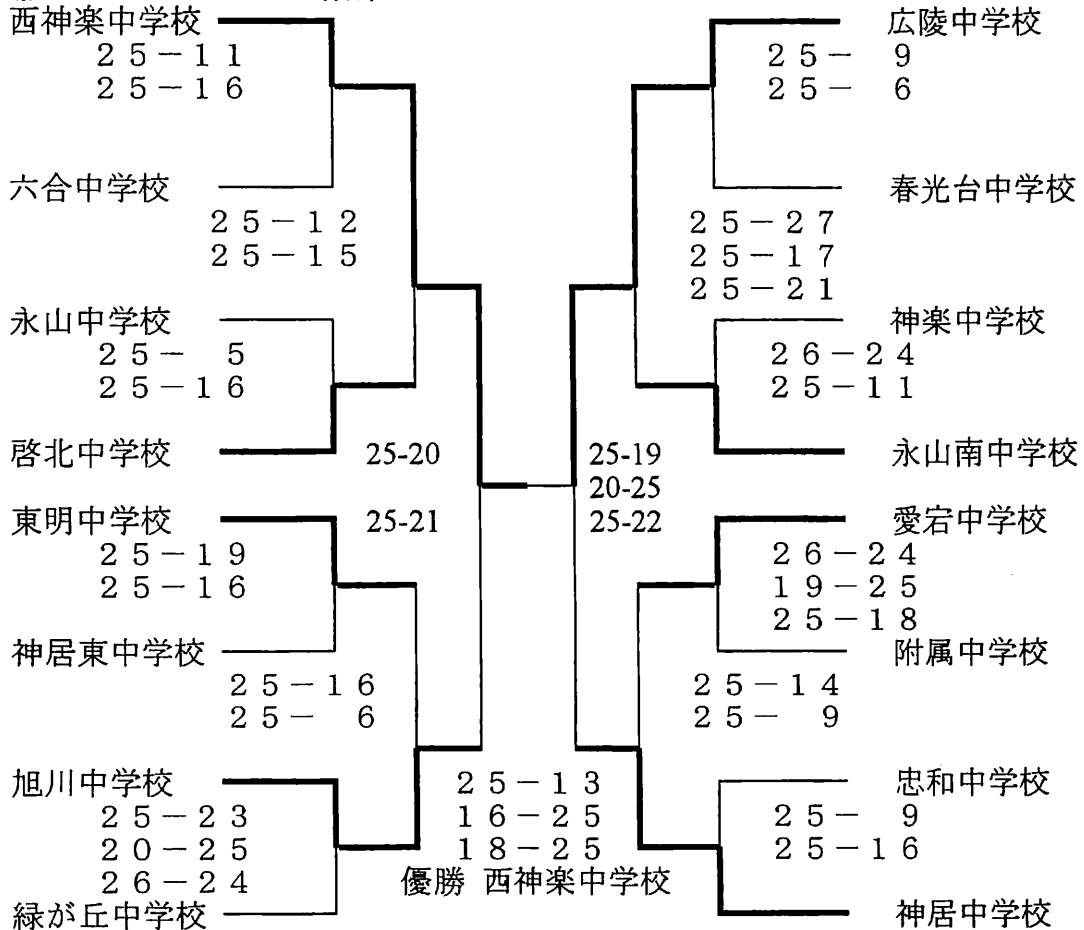 西神楽中学校
25-11
25-16
六合中学校
25-12
25-15
永山中学校
25- 5
25-16
啓北中学校
25-20
東明中学校
25-21
25-19
25-16
神居東中学校
25-16
25- 6
旭川中学校
25-23
20-25
26-24
緑が丘中学校
広陵中学校
25- 9
25- 6
春光台中学校
25-27
25-17
25-21
神楽中学校
26-24
25-11
永山南中学校
25-19
20-25
25-22
愛宕中学校
26-24
19-25
25-18
附属中学校
25-14
25- 9
忠和中学校
25- 9
25-16
神居中学校
25-13
16-25
18-25
優勝 西神楽中学校